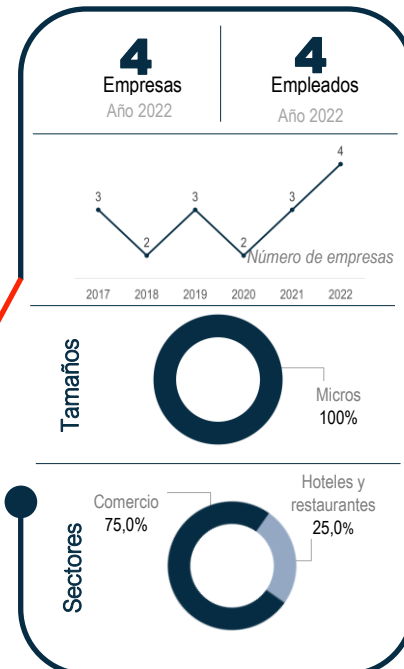 4 4
Empresas Empleados
Año 2022 Año 2022
3 2 3 2 3 4
Número de empresas
2017 2018 2019 2020 2021 2022
Tamaños
Micros
100%
Sectores
Comercio
75,0%
Hoteles y
restaurantes
25,0%